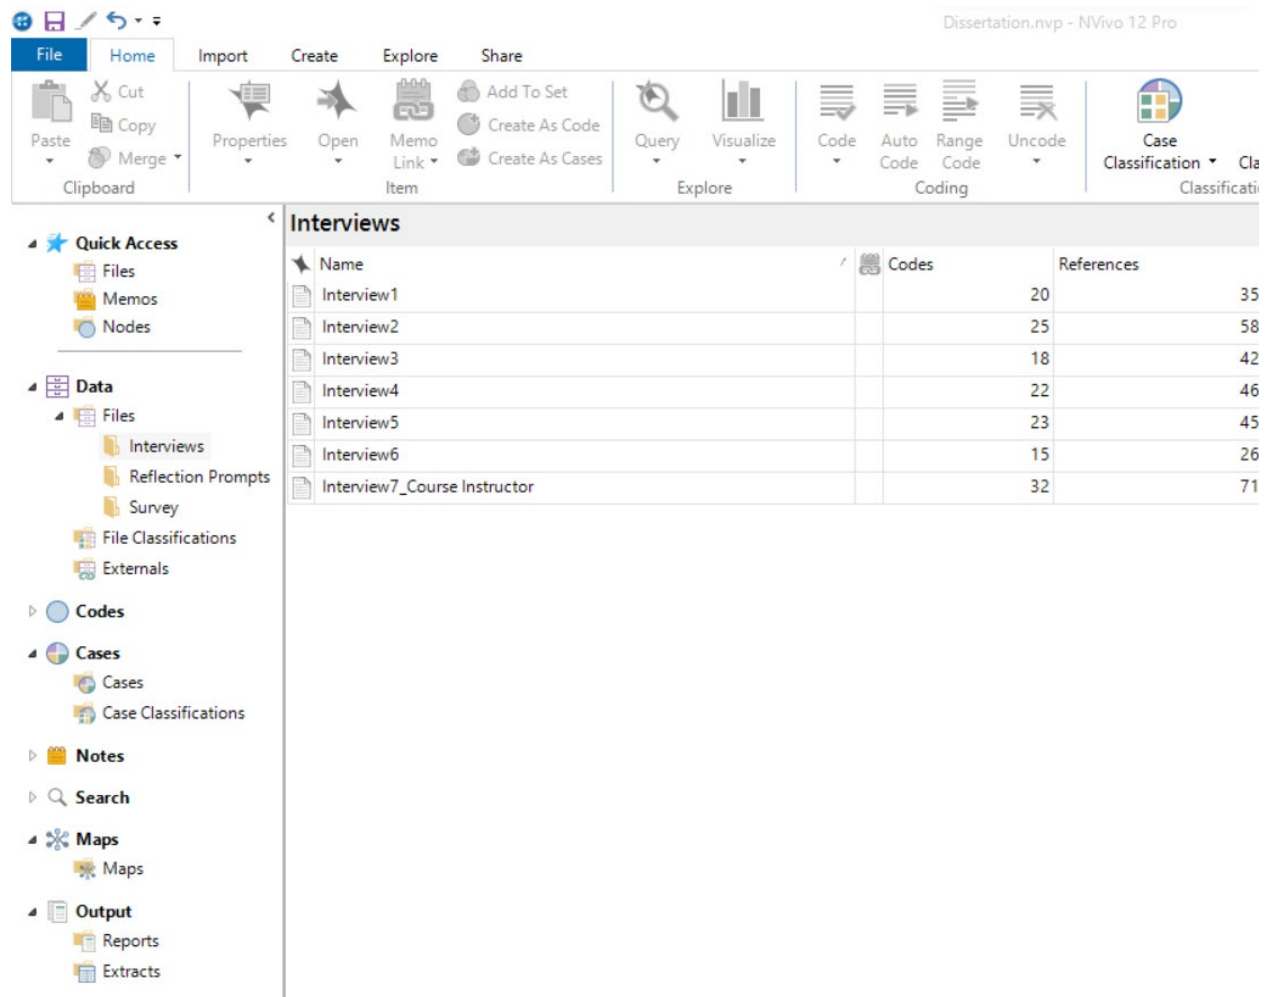 Dissertation.nvp - NVivo 12 Pro
File Home Import Create Explore Share
Paste
Cut
Copy
Merge
Clipboard
Properties
Open
Memo Link
Add To Set
Create As Code
Create As Cases
Item
Query
Visualize
Explore
Code
Auto Code
Range Code
Uncode
Coding
Case Classification
Cla
Classificati
Quick Access
Files
Memos
Nodes
Data
Files
Interviews
Reflection Prompts
Survey
File Classifications
Externals
Codes
Cases
Cases
Case Classifications
Notes
Search
Maps
Maps
Output
Reports
Extracts
Interviews
Name Codes References
Interview1 20 35
Interview2 25 58
Interview3 18 42
Interview4 22 46
Interview5 23 45
Interview6 15 26
Interview7_Course Instructor 32 71